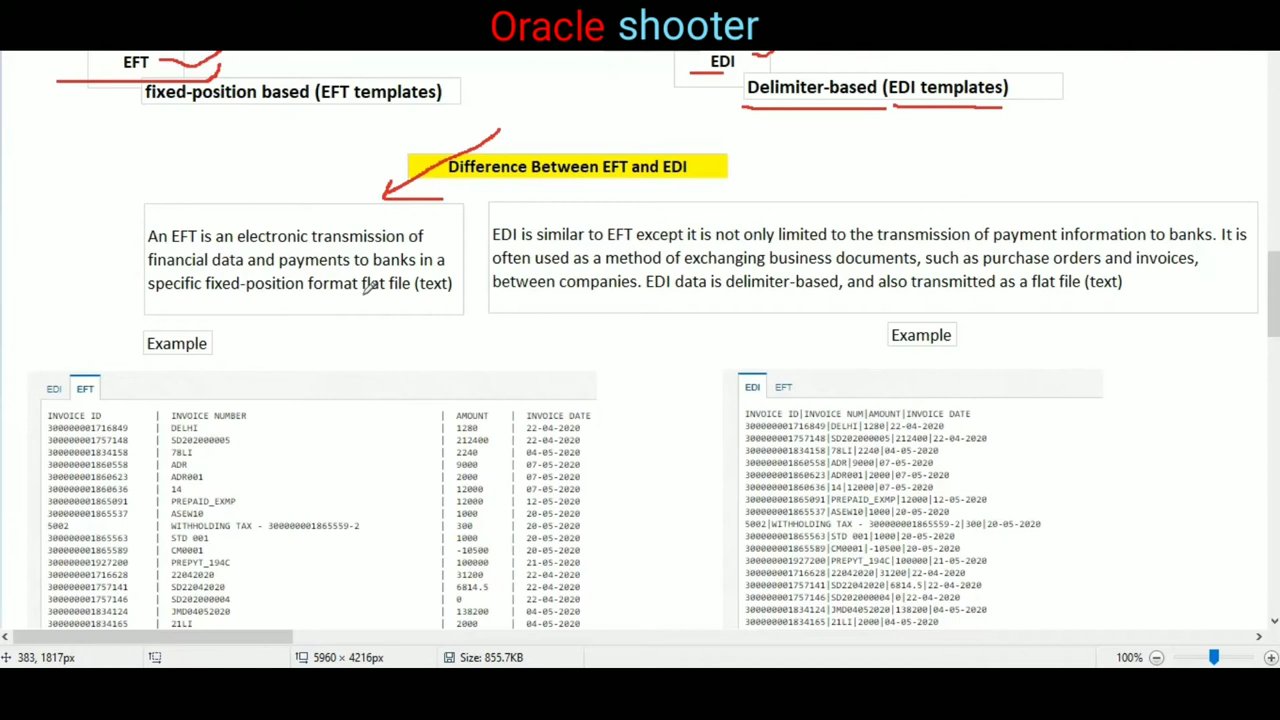 Oracle shooter
EFT
EDI
fixed-position based (EFT templates)
Delimiter-based (EDI templates)
Difference Between EFT and EDI
An EFT is an electronic transmission of
financial data and payments to banks in a
specific fixed-position format flat file (text)
EDI is similar to EFT except it is not only limited to the transmission of payment information to banks. It is
often used as a method of exchanging business documents, such as purchase orders and invoices,
between companies. EDI data is delimiter-based, and also transmitted as a flat file (text)
Example
Example
EDI EFT
INVOICE ID | INVOICE NUMBER | AMOUNT | INVOICE DATE
300000001716849 | DELHI | 1280 | 22-04-2020
300000001757148 | SD202000005 | 212400 | 22-04-2020
300000001834158 | 78LI | 2240 | 04-05-2020
300000001860558 | ADR | 9000 | 07-05-2020
300000001860623 | ADR001 | 2000 | 07-05-2020
300000001860636 | 14 | 12000 | 07-05-2020
300000001865091 | PREPAID_EXMP | 12000 | 12-05-2020
300000001865537 | ASEW10 | 1000 | 20-05-2020
5002 | WITHHOLDING TAX - 300000001865559-2 | 300 | 20-05-2020
300000001865563 | STD 001 | 1000 | 20-05-2020
300000001865589 | CM0001 | -10500 | 20-05-2020
300000001927200 | PREPYT_194C | 100000 | 21-05-2020
300000001716628 | 22042020 | 31200 | 22-04-2020
300000001757141 | SD22042020 | 6814.5 | 22-04-2020
300000001757146 | SD202000004 | 0 | 22-04-2020
300000001834124 | JMD04052020 | 138200 | 04-05-2020
300000001834165 | 21LI | 2000 | 04-05-2020
EDI EFT
INVOICE ID|INVOICE NUM|AMOUNT|INVOICE DATE
300000001716849|DELHI|1280|22-04-2020
300000001757148|SD202000005|212400|22-04-2020
300000001834158|78LI|2240|04-05-2020
300000001860558|ADR|9000|07-05-2020
300000001860623|ADR001|2000|07-05-2020
300000001860636|14|12000|07-05-2020
300000001865091|PREPAID_EXMP|12000|12-05-2020
300000001865537|ASEW10|1000|20-05-2020
5002|WITHHOLDING TAX - 300000001865559-2|300|20-05-2020
300000001865563|STD 001|1000|20-05-2020
300000001865589|CM0001|-10500|20-05-2020
300000001927200|PREPYT_194C|100000|21-05-2020
300000001716628|22042020|31200|22-04-2020
300000001757141|SD22042020|6814.5|22-04-2020
300000001757146|SD202000004|0|22-04-2020
300000001834124|JMD04052020|138200|04-05-2020
300000001834165|21LI|2000|04-05-2020
383, 1817px
5960 × 4216px
Size: 855.7KB
100%